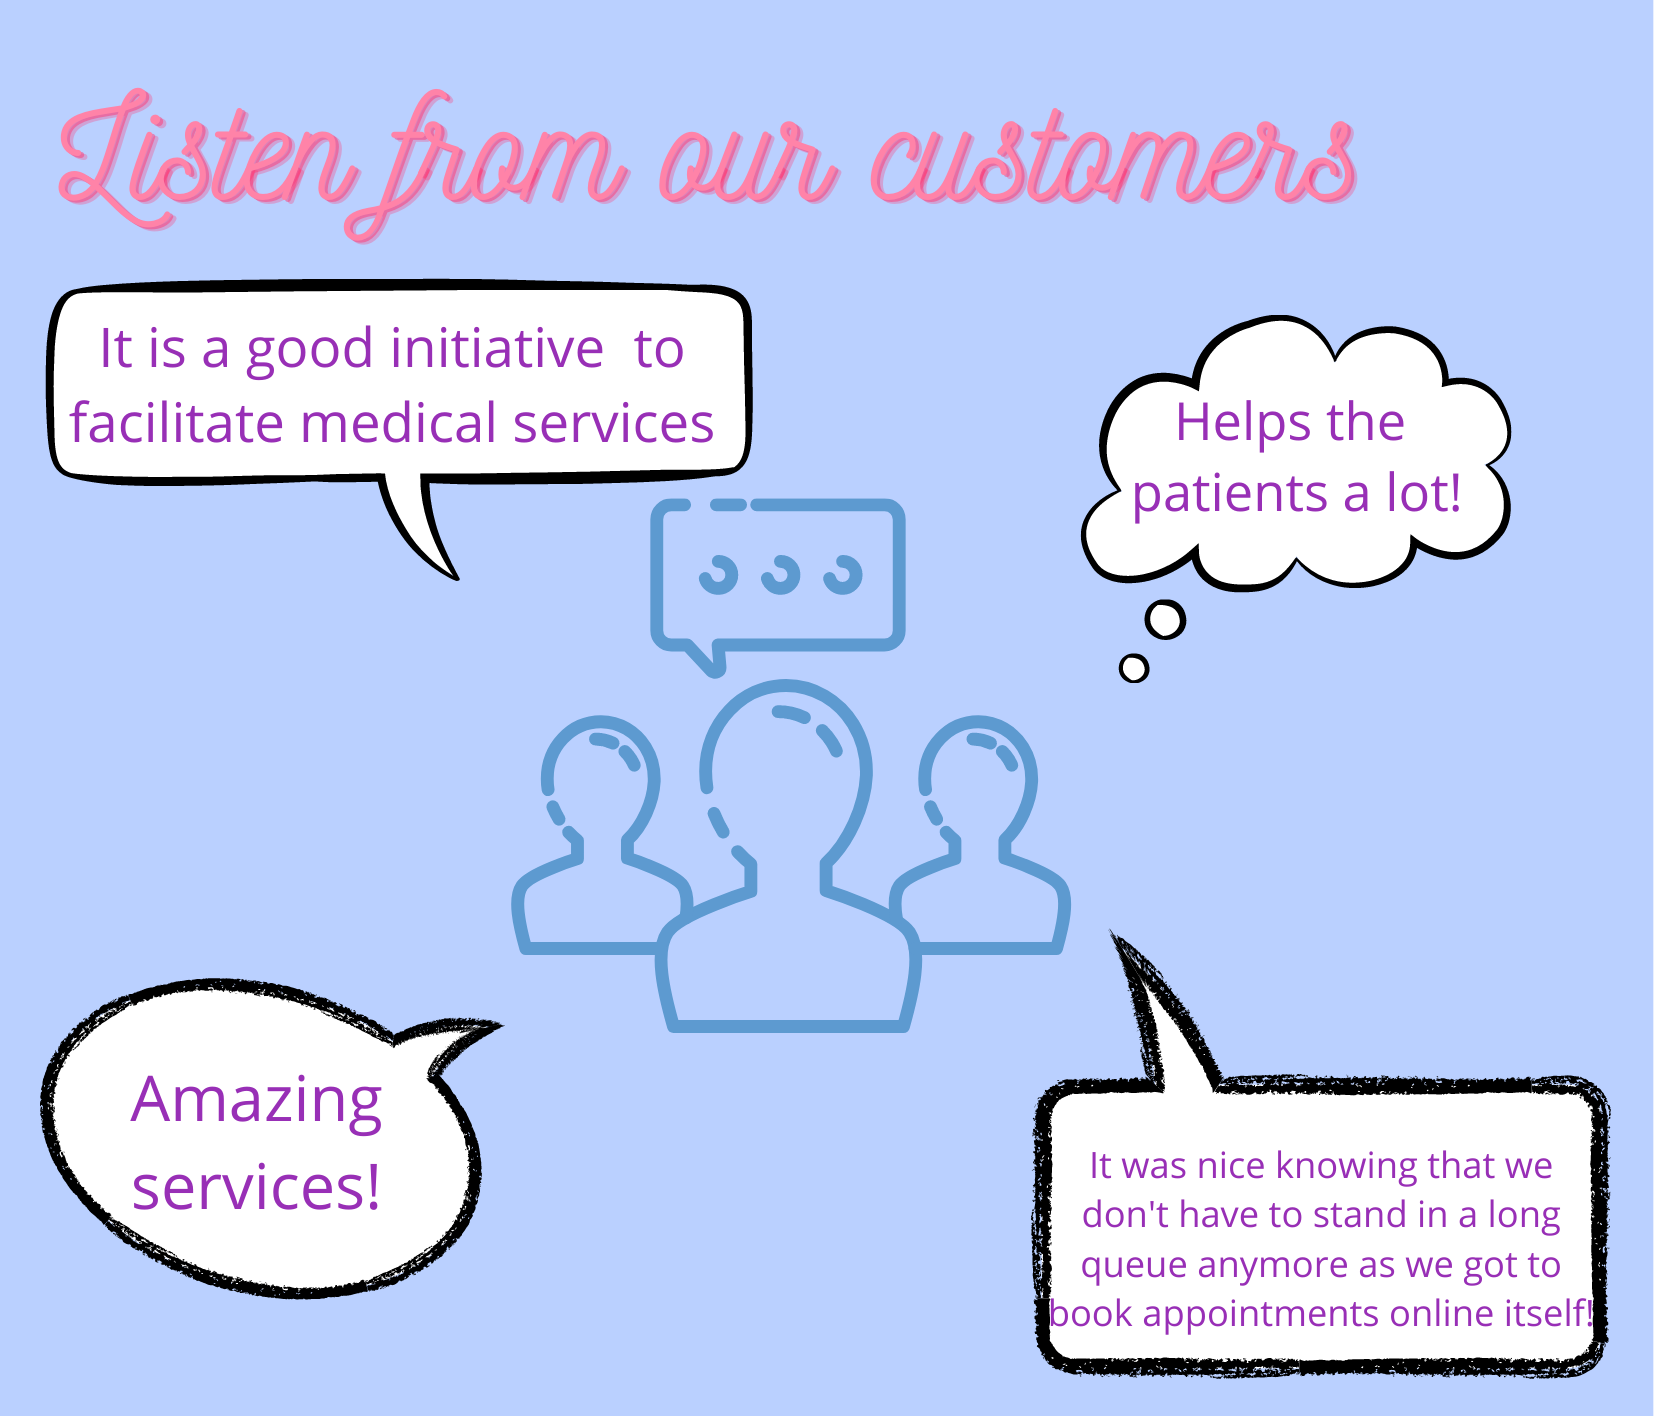 Listen from our customers
It is a good initiative  to
facilitate medical services
Helps the
patients a lot!
Amazing
services!
It was nice knowing that we
don't have to stand in a long
queue anymore as we got to
book appointments online itself!